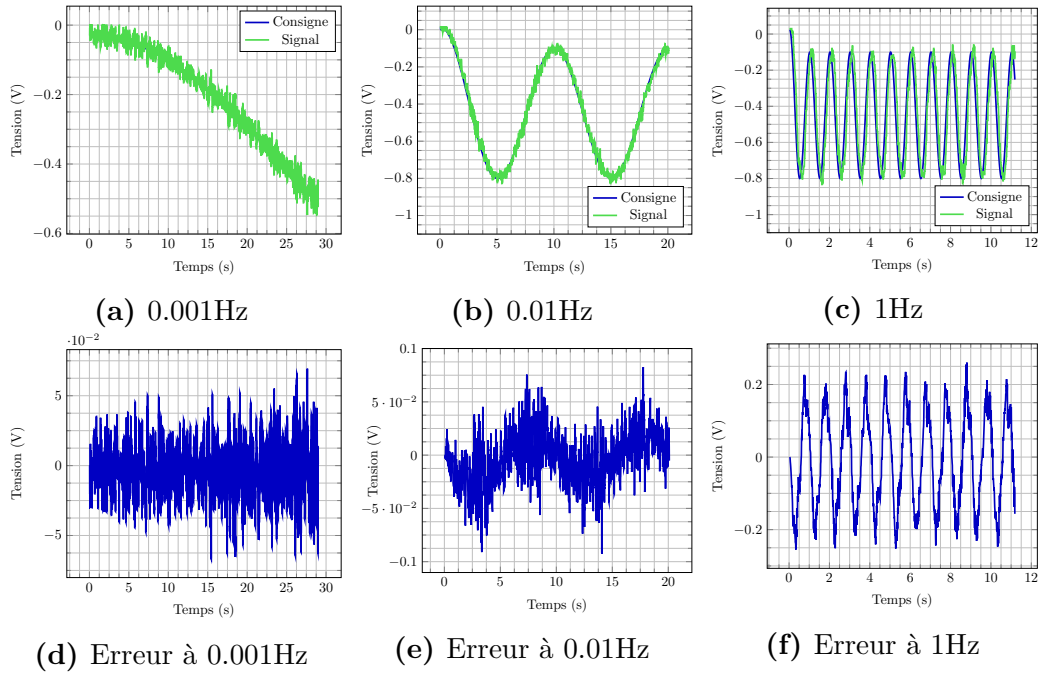 Consigne
Signal
0
−0.2
−0.4
−0.6
Tension (V)
0 5 10 15 20 25 30
Temps (s)
(a) 0.001Hz
0
−0.2
−0.4
−0.6
−0.8
−1
Tension (V)
Consigne
Signal
0 5 10 15 20
Temps (s)
(b) 0.01Hz
0
−0.2
−0.4
−0.6
−0.8
−1
Tension (V)
Consigne
Signal
0 2 4 6 8 10 12
Temps (s)
(c) 1Hz
·10−2
5
0
−5
Tension (V)
0 5 10 15 20 25 30
Temps (s)
(d) Erreur à 0.001Hz
0.1
5 · 10−2
0
−5 · 10−2
−0.1
Tension (V)
0 5 10 15 20
Temps (s)
(e) Erreur à 0.01Hz
0.2
0
−0.2
Tension (V)
0 2 4 6 8 10 12
Temps (s)
(f) Erreur à 1Hz